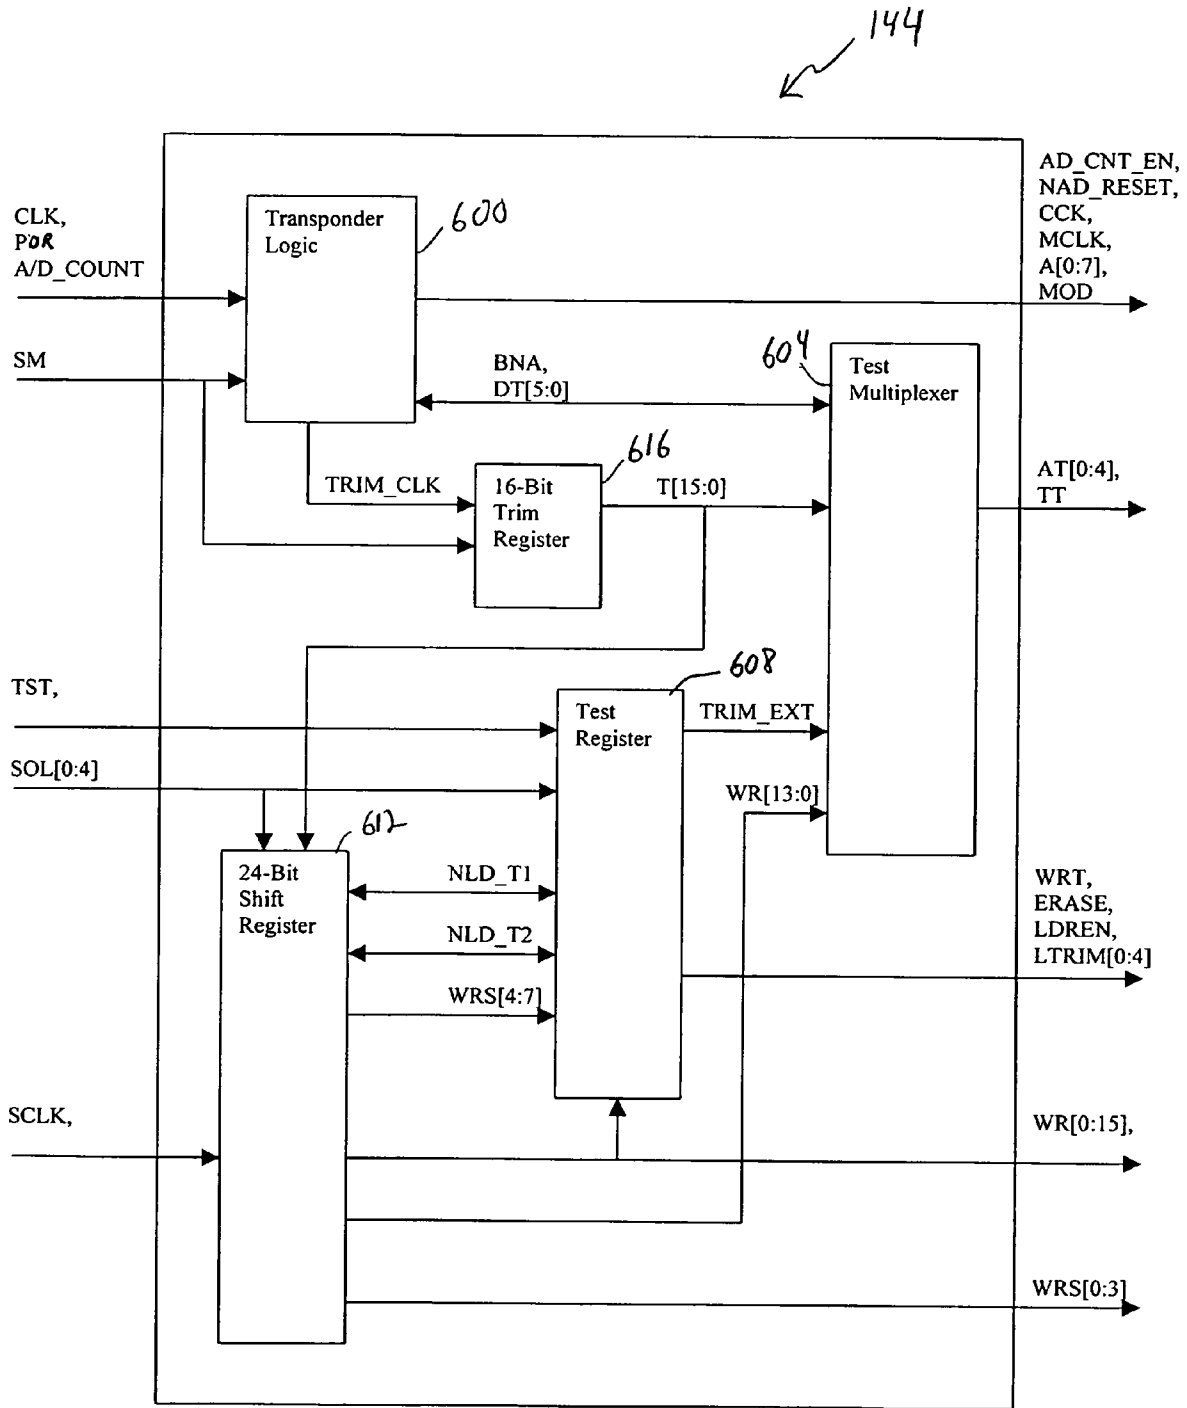 144
AD_CNT_EN,
NAD_RESET,
CCK,
MCLK,
A[0:7],
MOD
CLK,
POR
A/D_COUNT
Transponder
Logic
600
SM
BNA,
DT[5:0]
604
Test
Multiplexer
TRIM_CLK
16-Bit
Trim
Register
616
T[15:0]
AT[0:4],
TT
TST,
608
Test
Register
TRIM_EXT
SOL[0:4]
WR[13:0]
612
24-Bit
Shift
Register
NLD_T1
NLD_T2
WRS[4:7]
WRT,
ERASE,
LDREN,
LTRIM[0:4]
SCLK,
WR[0:15],
WRS[0:3]